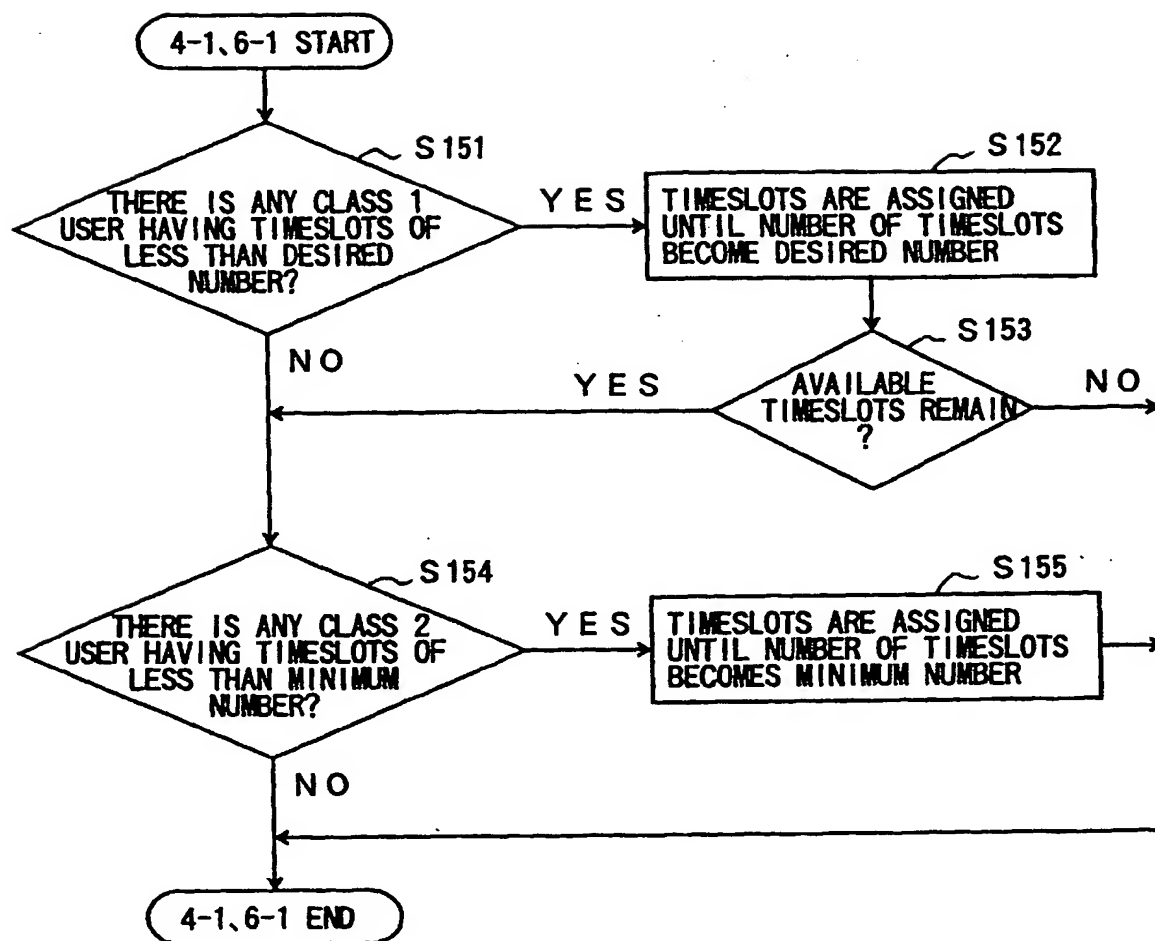 4-1、6-1 START
S151
THERE IS ANY CLASS 1
USER HAVING TIMESLOTS OF
LESS THAN DESIRED
NUMBER?
YES
S152
TIMESLOTS ARE ASSIGNED
UNTIL NUMBER OF TIMESLOTS
BECOME DESIRED NUMBER
NO
S153
YES
AVAILABLE
TIMESLOTS REMAIN
?
NO
S154
THERE IS ANY CLASS 2
USER HAVING TIMESLOTS OF
LESS THAN MINIMUM
NUMBER?
YES
S155
TIMESLOTS ARE ASSIGNED
UNTIL NUMBER OF TIMESLOTS
BECOMES MINIMUM NUMBER
NO
4-1、6-1 END